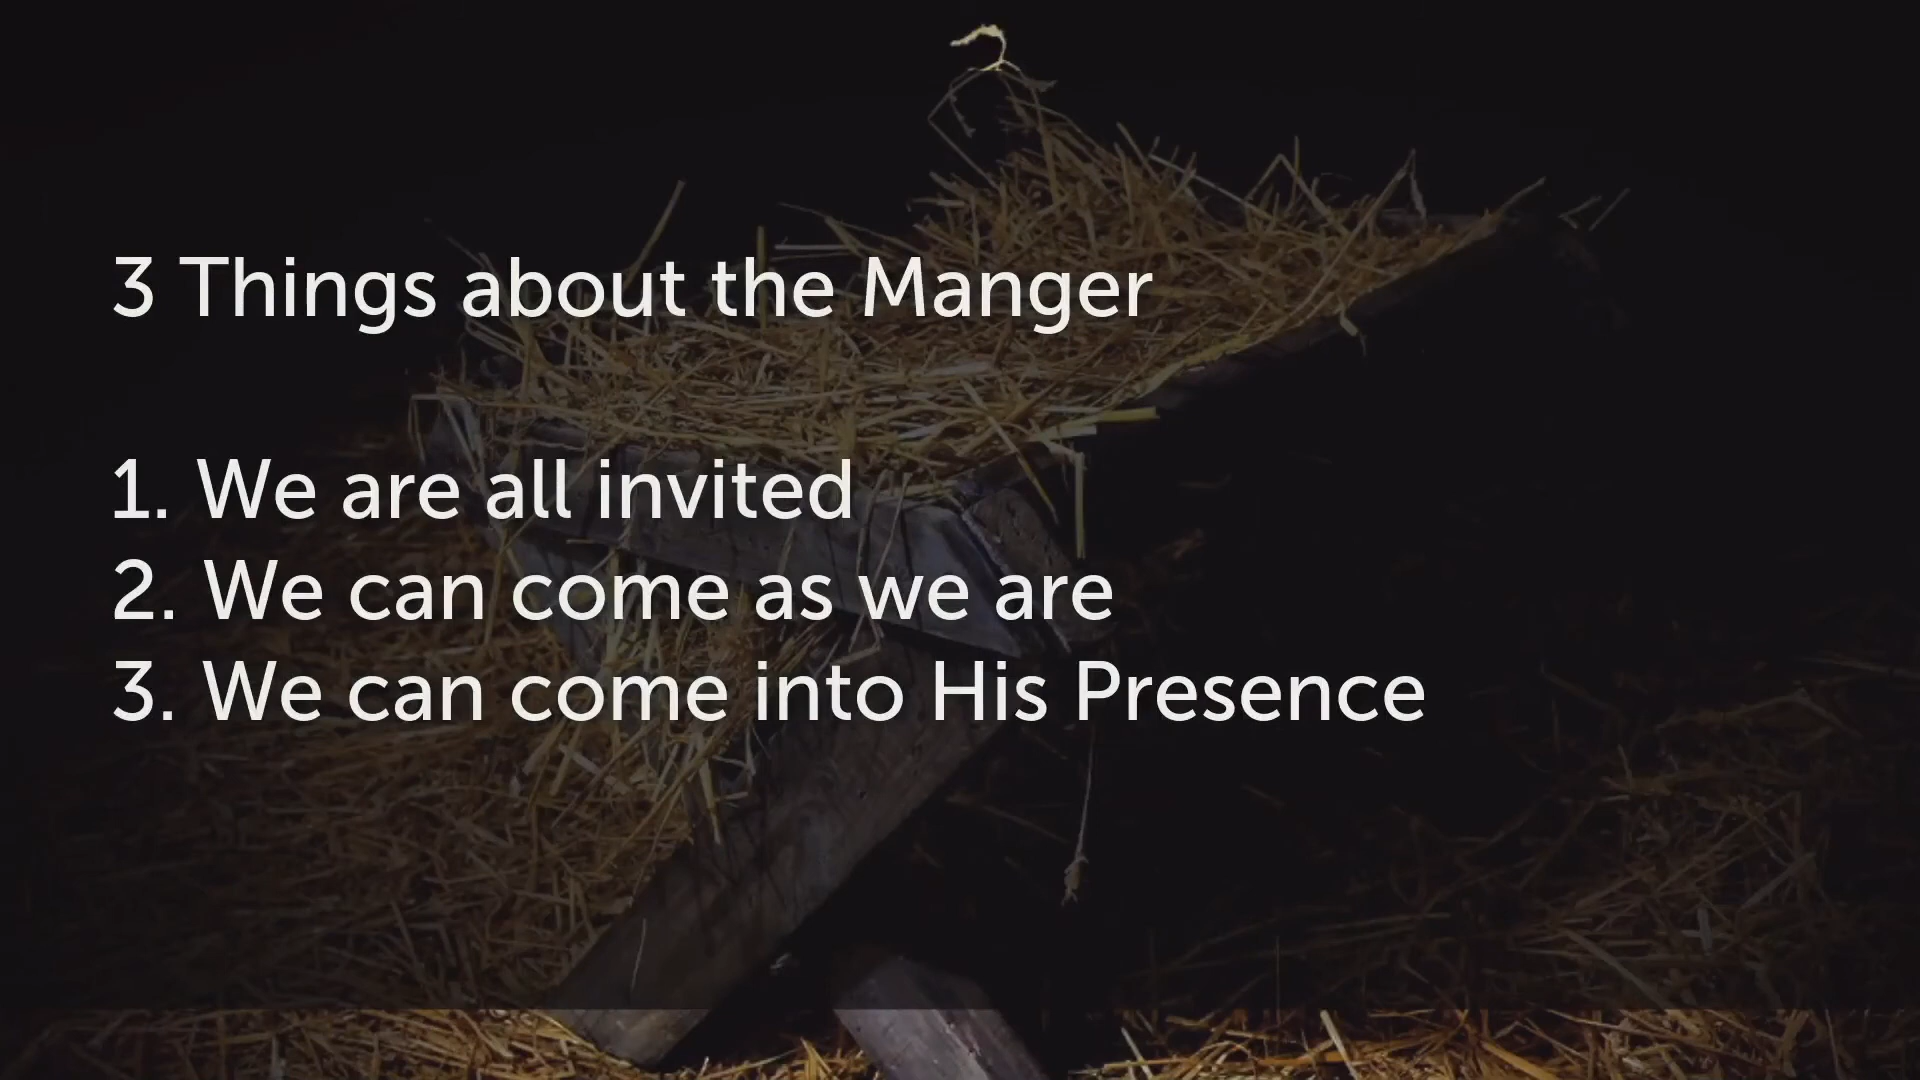 3 Things about the Manger
1. We are all invited
2. We can come as we are
3. We can come into His Presence